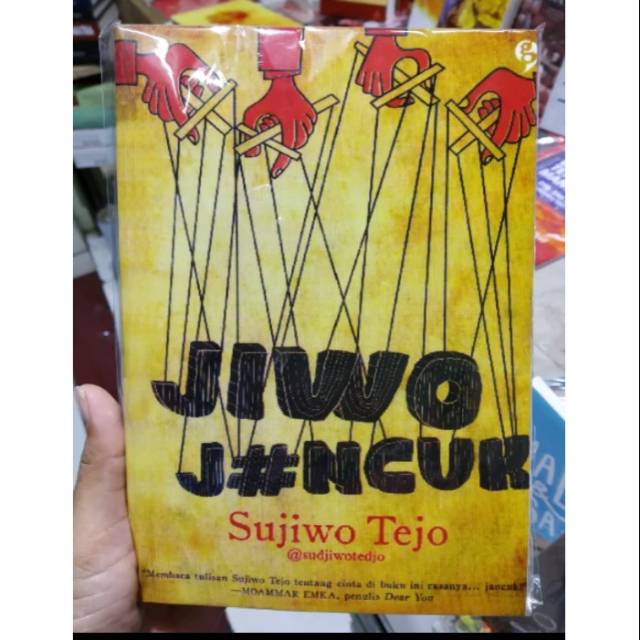 g
JIWO
J#NCUK
Sujiwo Tejo
@sudjiwotedjo
"Membaca tulisan Sujiwo Tejo tentang cinta di buku ini rasanya... jancuk!"
—MOAMMAR EMKA, penulis Dear You